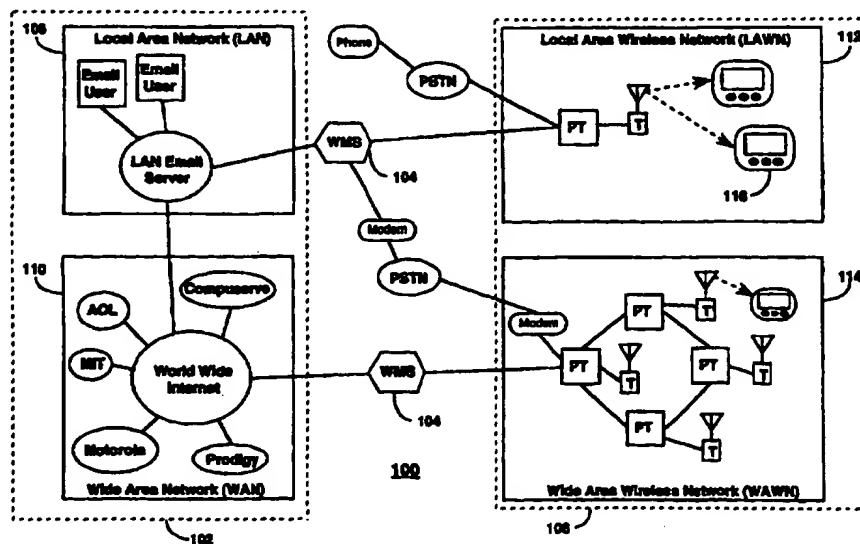 108
Local Area Network (LAN)
Email
User
Email
User
LAN Email
Server
Phone
PSTN
WMS
104
Modem
PSTN
Modem
Local Area Wireless Network (LAWN)
112
PT
T
116
110
Compuserve
AOL
MIT
World Wide
Internet
Motorola
Prodigy
Wide Area Network (WAN)
102
WMS
104
100
114
PT
T
PT
T
PT
T
PT
T
Wide Area Wireless Network (WAWN)
106